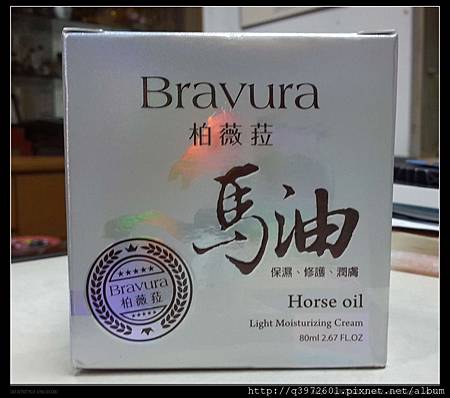 Bravura
柏薇菈
馬油
保濕、修護、潤膚
Bravura
柏薇菈
Horse oil
Light Moisturizing Cream
80ml 2.67 FL.OZ
http://q3972601.pixnet.net/album